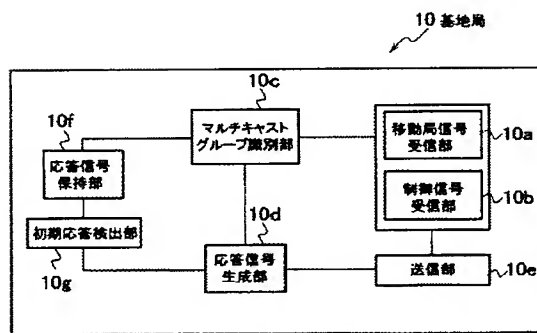 10 基地局
10c
マルチキャスト
グループ識別部
10f
応答信号
保持部
移動局信号
受信部
10a
制御信号
受信部
10b
初期応答検出部
10g
10d
応答信号
生成部
送信部
10e